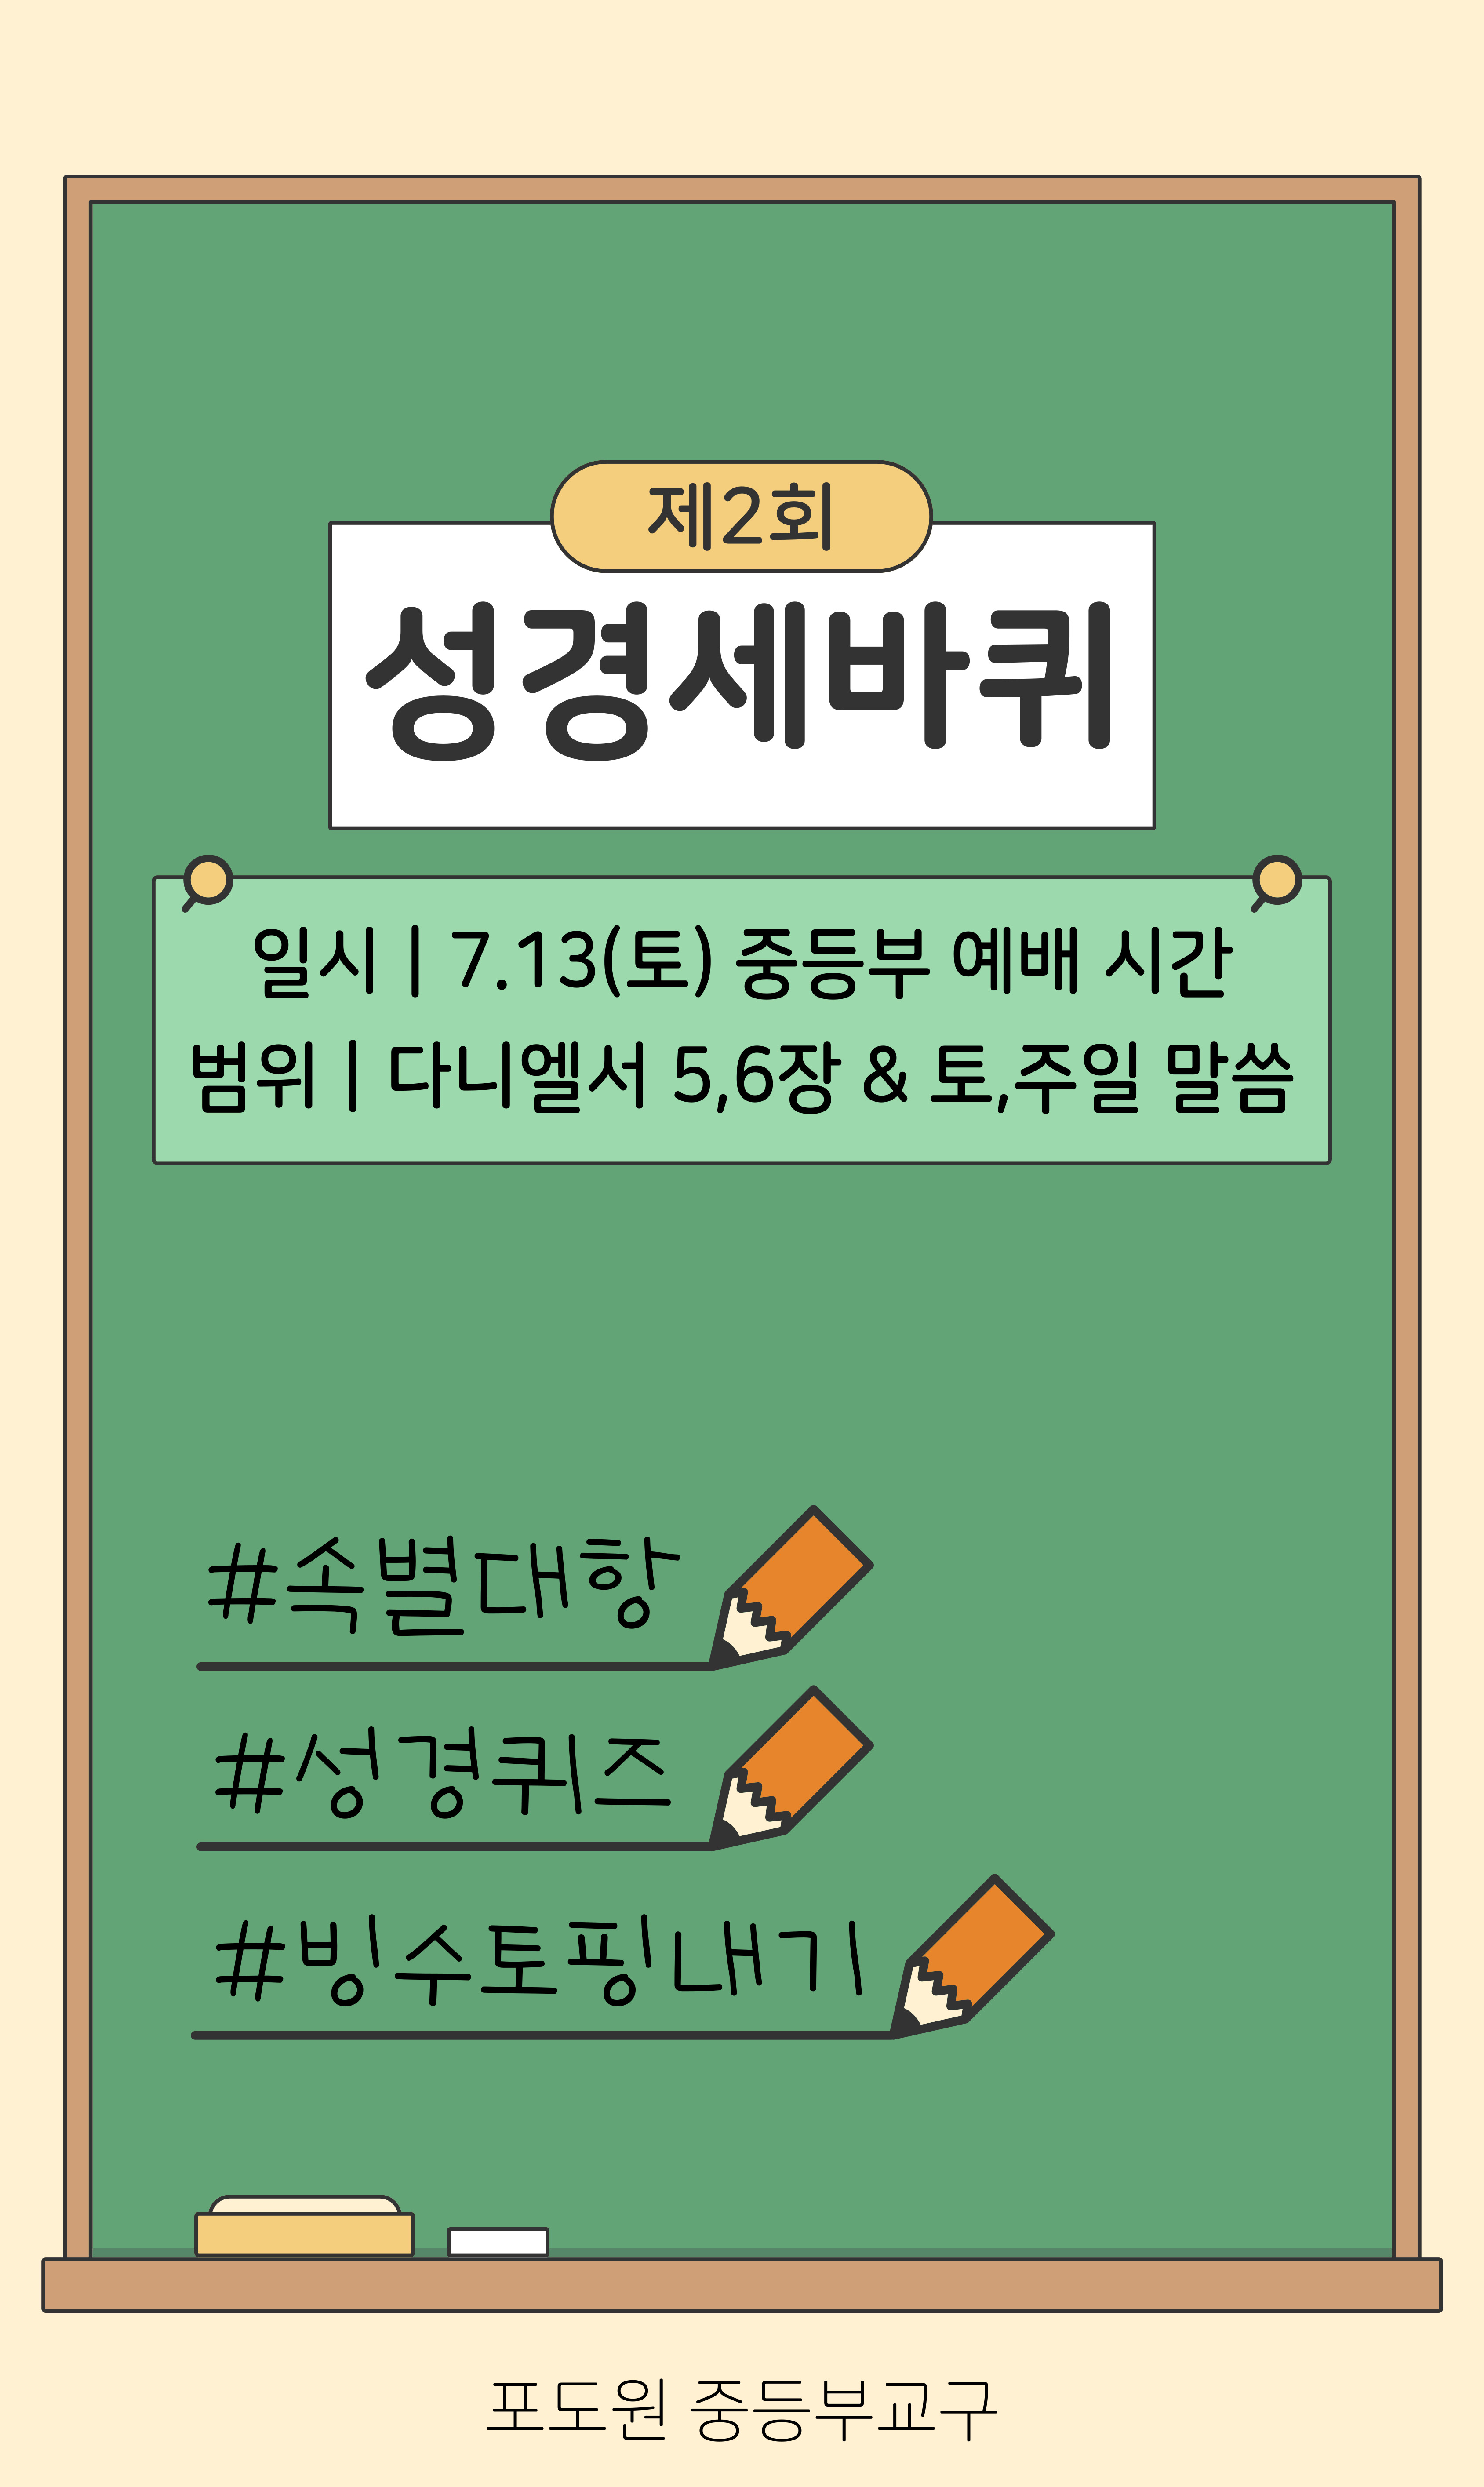 제2회
성경세바퀴
일시 | 7.13(토) 중등부 예배 시간
범위 | 다니엘서 5,6장 & 토,주일 말씀
#속별대항
#성경퀴즈
#빙수토핑내기
포도원 중등부교구